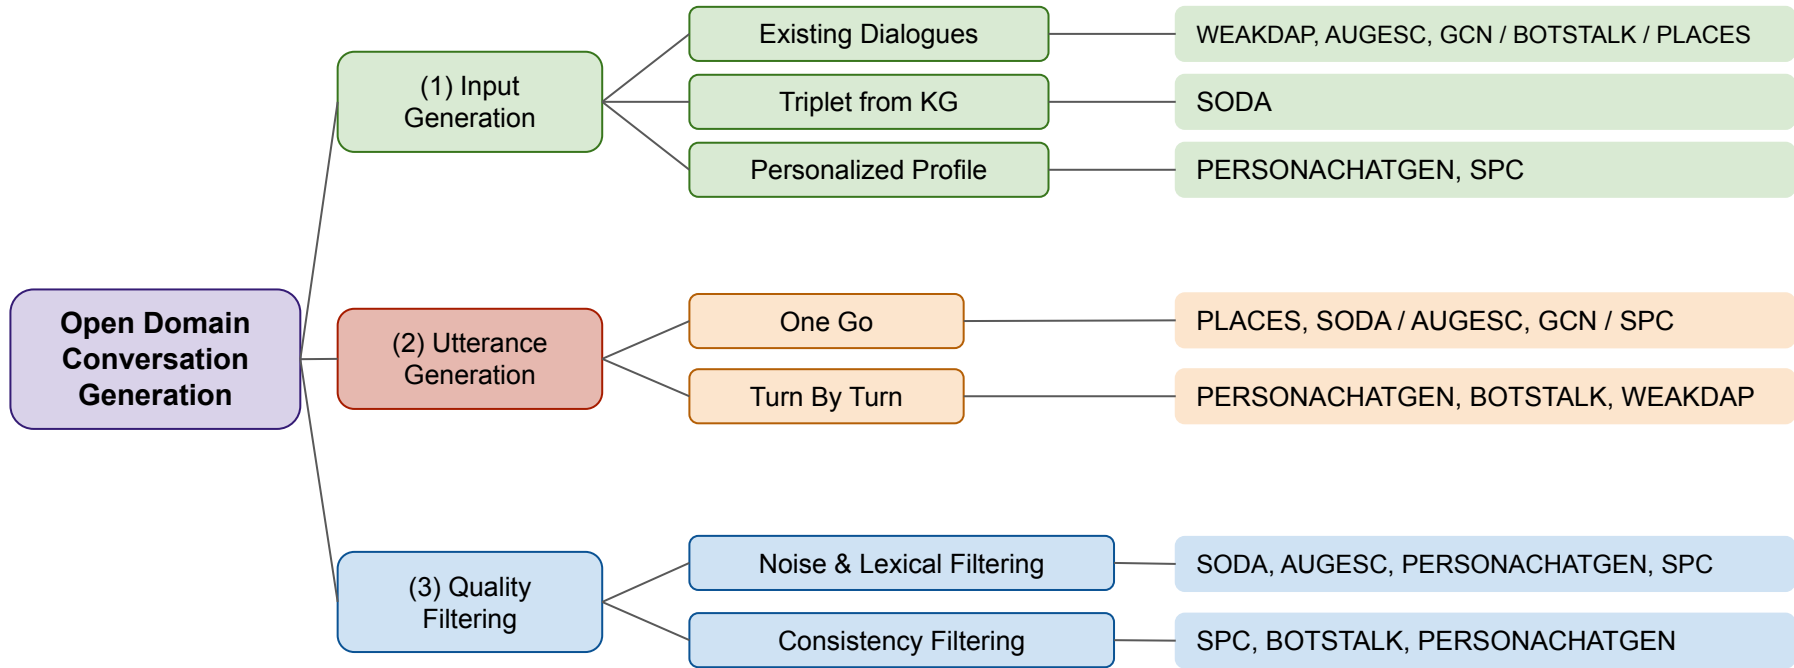 Open Domain
Conversation
Generation
(1) Input
Generation
Existing Dialogues
WEAKDAP, AUGESC, GCN / BOTSTALK / PLACES
Triplet from KG
SODA
Personalized Profile
PERSONACHATGEN, SPC
(2) Utterance
Generation
One Go
PLACES, SODA / AUGESC, GCN / SPC
Turn By Turn
PERSONACHATGEN, BOTSTALK, WEAKDAP
(3) Quality
Filtering
Noise & Lexical Filtering
SODA, AUGESC, PERSONACHATGEN, SPC
Consistency Filtering
SPC, BOTSTALK, PERSONACHATGEN